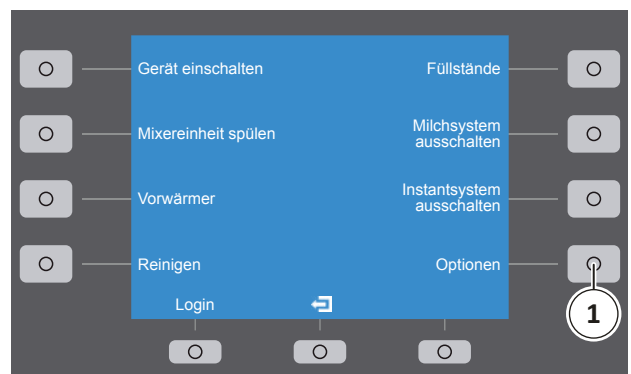 Gerät einschalten
Füllstände
Mixereinheit spülen
Milchsystem
ausschalten
Vorwärmer
Instantsystem
ausschalten
Reinigen
Optionen
Login
1